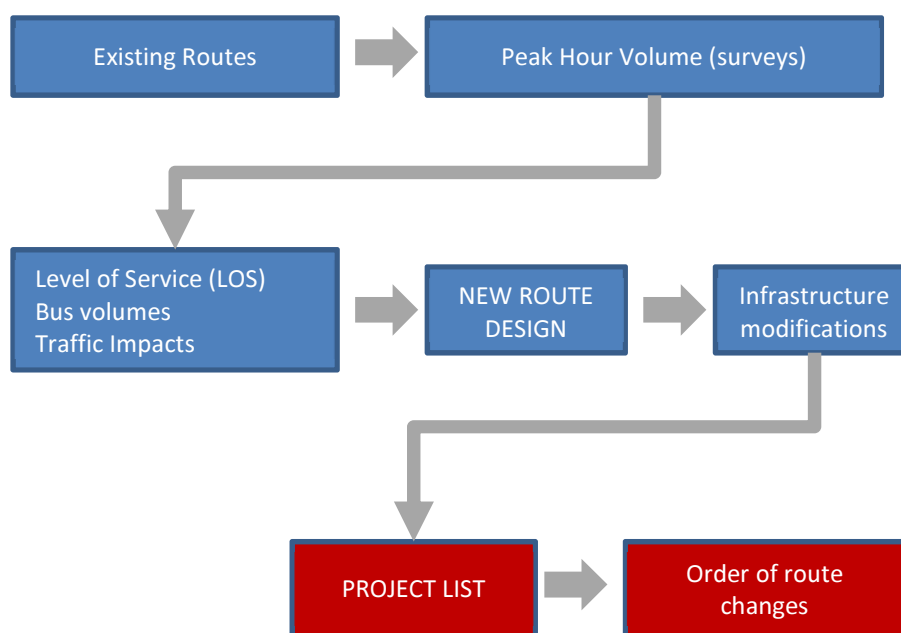 Existing Routes
Peak Hour Volume (surveys)
Level of Service (LOS)
Bus volumes
Traffic Impacts
NEW ROUTE
DESIGN
Infrastructure
modifications
PROJECT LIST
Order of route
changes